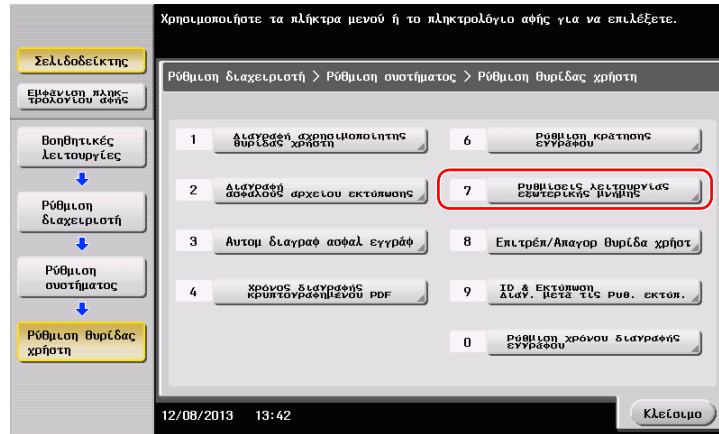 Χρησιμοποιήστε τα πλήκτρα μενού ή το πληκτρολόγιο αφής για να επιλέξετε.
Σελιδοδείκτης
Εμφάνιση πληκ-
τρολογίου αφής
Βοηθητικές
λειτουργίες
Ρύθμιση
διαχειριστή
Ρύθμιση
συστήματος
Ρύθμιση θυρίδας
χρήστη
Ρύθμιση διαχειριστή > Ρύθμιση συστήματος > Ρύθμιση θυρίδας χρήστη
1 Διαγραφή αχρησιμοποίητης
θυρίδας χρήστη
2 Διαγραφή
ασφαλούς αρχείου εκτύπωσης
3 Αυτομ διαγραφ ασφαλ εγγράφ
4 Χρόνος διαγραφής
κρυπτογραφημένου PDF
6 Ρύθμιση κράτησης
εγγράφου
7 Ρυθμίσεις λειτουργίας
εξωτερικής μνήμης
8 Επιτρέπ/Απαγορ θυρίδα χρήστ
9 ID & Εκτύπωση
Διαγ. μετά τις ρυθ. εκτύπ.
0 Ρύθμιση χρόνου διαγραφής
εγγράφου
12/08/2013 13:42
Κλείσιμο